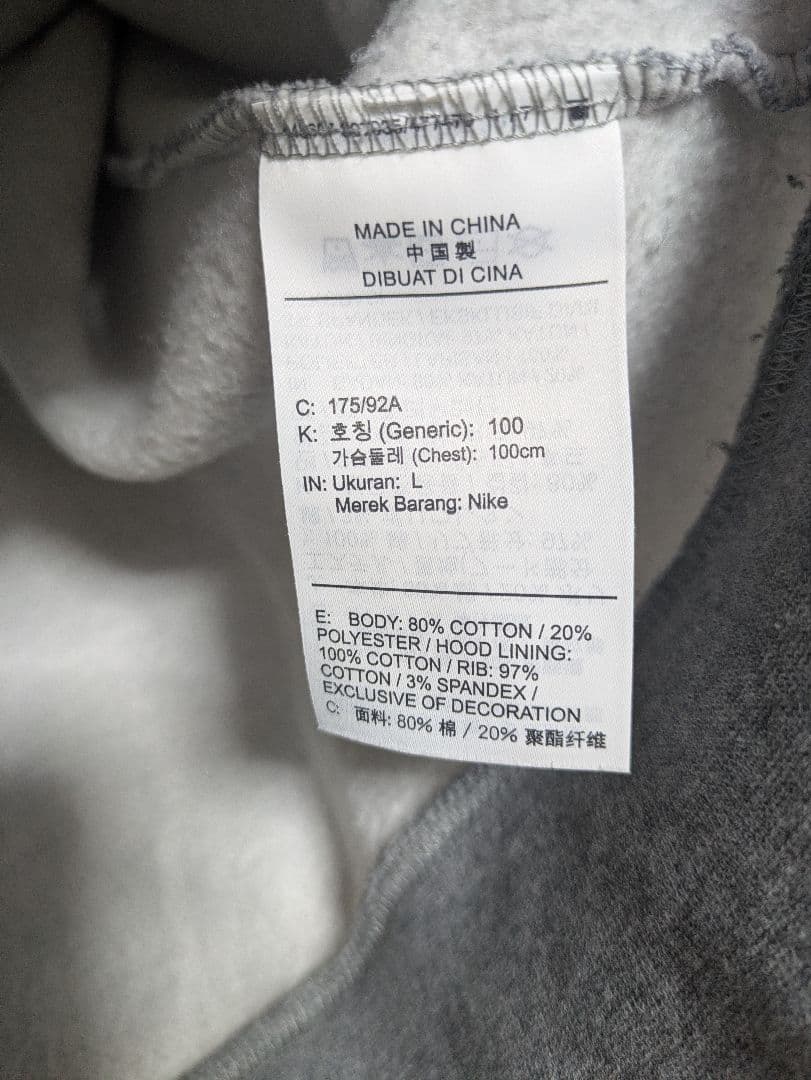 MADE IN CHINA
中国製
DIBUAT DI CINA
C: 175/92A
K: 호칭 (Generic): 100
가슴둘레 (Chest): 100cm
IN: Ukuran: L
Merek Barang: Nike
E: BODY: 80% COTTON / 20%
POLYESTER / HOOD LINING:
100% COTTON / RIB: 97%
COTTON / 3% SPANDEX /
EXCLUSIVE OF DECORATION
C: 面料: 80% 棉 / 20% 聚酯纤维